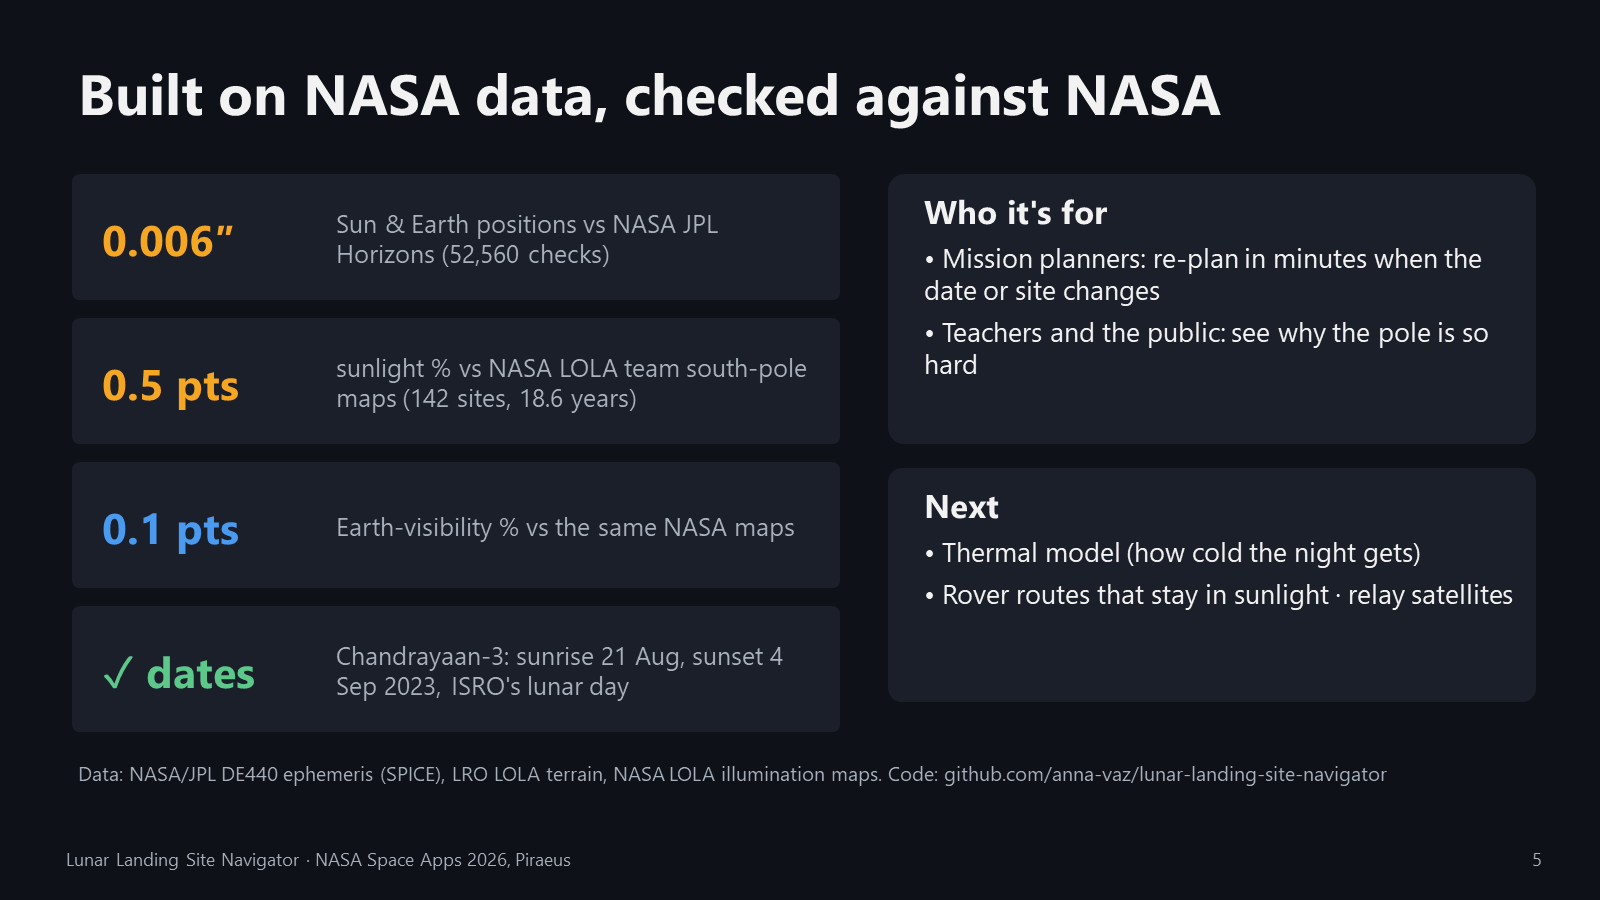 Built on NASA data, checked against NASA
0.006″
Sun & Earth positions vs NASA JPL
Horizons (52,560 checks)
0.5 pts
sunlight % vs NASA LOLA team south-pole
maps (142 sites, 18.6 years)
0.1 pts
Earth-visibility % vs the same NASA maps
✓ dates
Chandrayaan-3: sunrise 21 Aug, sunset 4
Sep 2023, ISRO's lunar day
Who it's for
• Mission planners: re-plan in minutes when the
date or site changes
• Teachers and the public: see why the pole is so
hard
Next
• Thermal model (how cold the night gets)
• Rover routes that stay in sunlight · relay satellites
Data: NASA/JPL DE440 ephemeris (SPICE), LRO LOLA terrain, NASA LOLA illumination maps. Code: github.com/anna-vaz/lunar-landing-site-navigator
Lunar Landing Site Navigator · NASA Space Apps 2026, Piraeus
5